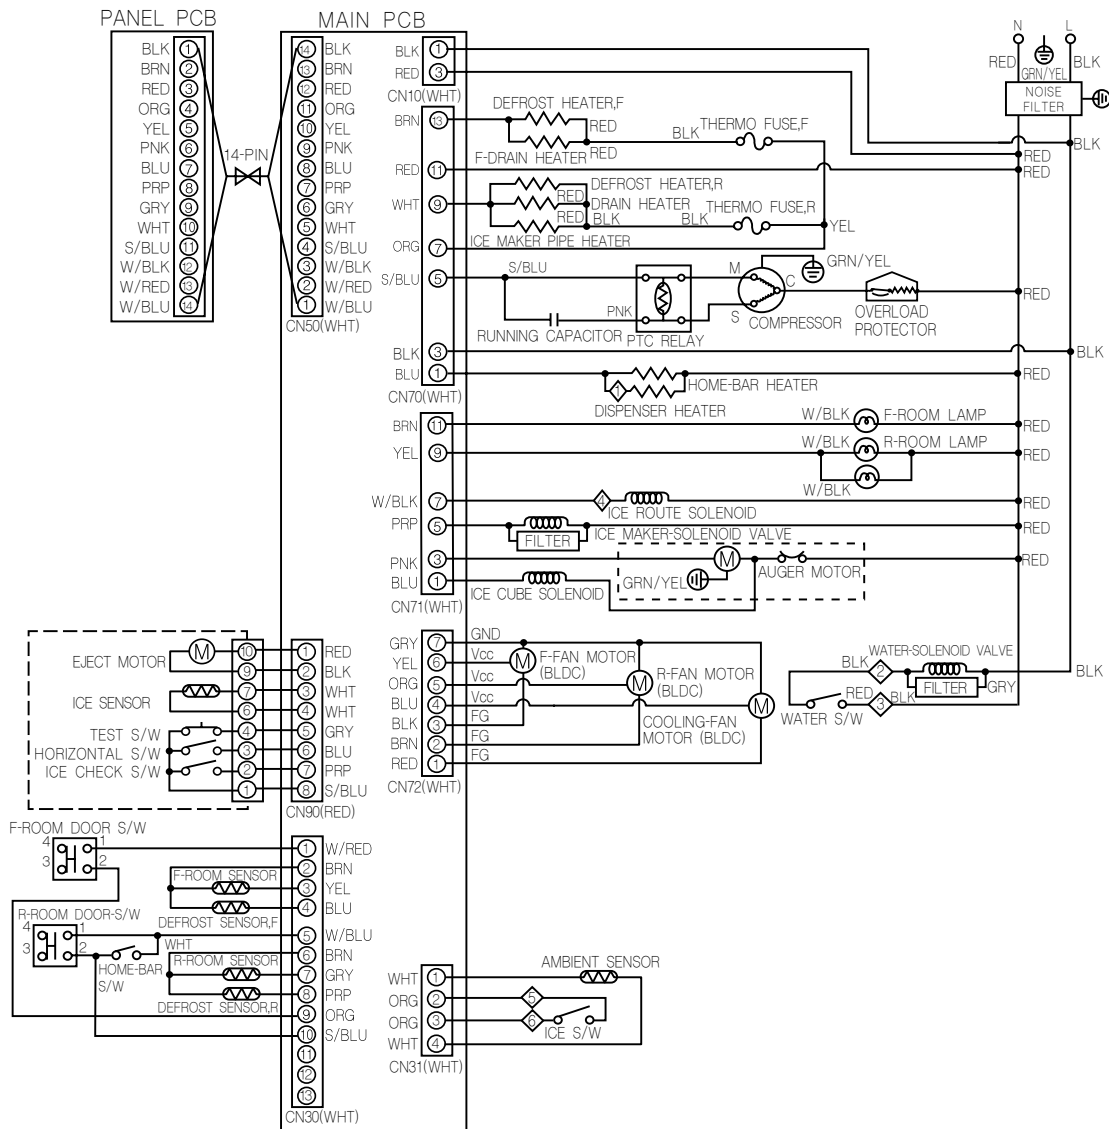 PANEL PCB
MAIN PCB
BLK 1
BRN 2
RED 3
ORG 4
YEL 5
PNK 6
BLU 7
PRP 8
GRY 9
WHT 10
S/BLU 11
W/BLK 12
W/RED 13
W/BLU 14
14-PIN
14 BLK
13 BRN
12 RED
11 ORG
10 YEL
9 PNK
8 BLU
7 PRP
6 GRY
5 WHT
4 S/BLU
3 W/BLK
2 W/RED
1 W/BLU
CN50(WHT)
BLK 1
RED 3
CN10(WHT)
N L
RED GRN/YEL BLK
NOISE
FILTER
BLK
RED
RED
BRN 13
DEFROST HEATER,F
RED
BLK THERMO FUSE,F
RED
F-DRAIN HEATER
RED 11
DEFROST HEATER,R
WHT 9
RED DRAIN HEATER
RED BLK BLK THERMO FUSE,R
YEL
ICE MAKER PIPE HEATER
ORG 7
S/BLU 5
S/BLU
M
C
S
GRN/YEL
PNK
RUNNING CAPACITOR
PTC RELAY
COMPRESSOR
OVERLOAD
PROTECTOR
RED
BLK 3
BLK
BLU 1
HOME-BAR HEATER
1
DISPENSER HEATER
RED
CN70(WHT)
BRN 11
W/BLK F-ROOM LAMP
RED
YEL 9
W/BLK R-ROOM LAMP
RED
W/BLK
W/BLK 7
4
ICE ROUTE SOLENOID
RED
PRP 5
FILTER
ICE MAKER-SOLENOID VALVE
RED
PNK 3
M
GRN/YEL
AUGER MOTOR
RED
BLU 1
ICE CUBE SOLENOID
CN71(WHT)
GRY 7 GND
YEL 6 Vcc
ORG 5 Vcc
BLU 4 Vcc
BLK 3 FG
BRN 2 FG
RED 1 FG
CN72(WHT)
M F-FAN MOTOR
(BLDC)
M R-FAN MOTOR
(BLDC)
M
COOLING-FAN
MOTOR (BLDC)
WATER-SOLENOID VALVE
BLK 2
FILTER
GRY
BLK
RED 3 BLK
WATER S/W
EJECT MOTOR M
ICE SENSOR
TEST S/W
HORIZONTAL S/W
ICE CHECK S/W
10
9
7
6
4
3
2
1
1 RED
2 BLK
3 WHT
4 WHT
5 GRY
6 BLU
7 PRP
8 S/BLU
CN90(RED)
F-ROOM DOOR S/W
4 1
3 2
R-ROOM DOOR-S/W
4 1
3 2
WHT
HOME-BAR
S/W
F-ROOM SENSOR
DEFROST SENSOR,F
R-ROOM SENSOR
DEFROST SENSOR,R
1 W/RED
2 BRN
3 YEL
4 BLU
5 W/BLU
6 BRN
7 GRY
8 PRP
9 ORG
10 S/BLU
11
12
13
CN30(WHT)
WHT 1
ORG 2
ORG 3
WHT 4
CN31(WHT)
AMBIENT SENSOR
5
6
ICE S/W